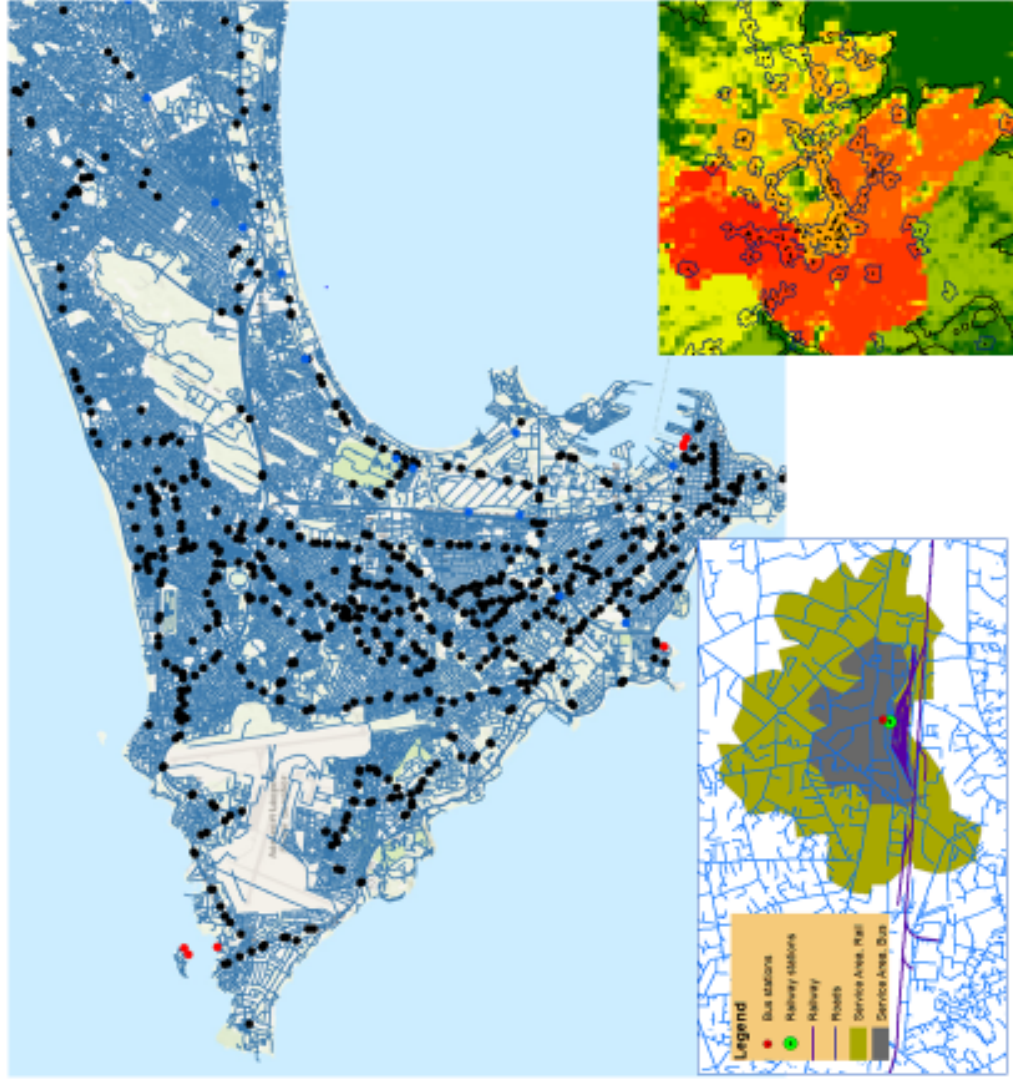 Legend
Bus stations
Railway stations
Railway
Roads
Service Area, Rail
Service Area, Bus